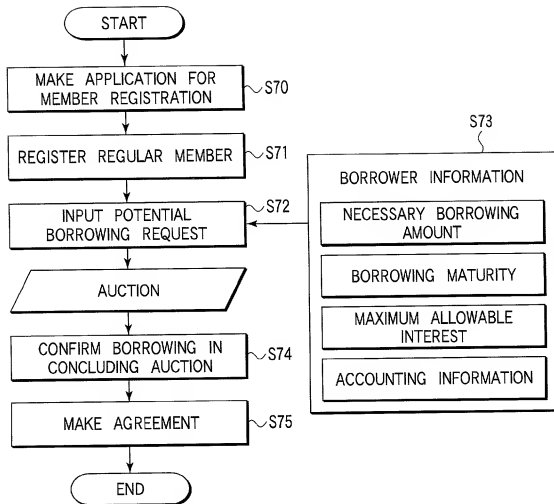 START
MAKE APPLICATION FOR
MEMBER REGISTRATION
S70
REGISTER REGULAR MEMBER
S71
INPUT POTENTIAL
BORROWING REQUEST
S72
AUCTION
CONFIRM BORROWING IN
CONCLUDING AUCTION
S74
MAKE AGREEMENT
S75
END
S73
BORROWER INFORMATION
NECESSARY BORROWING
AMOUNT
BORROWING MATURITY
MAXIMUM ALLOWABLE
INTEREST
ACCOUNTING INFORMATION